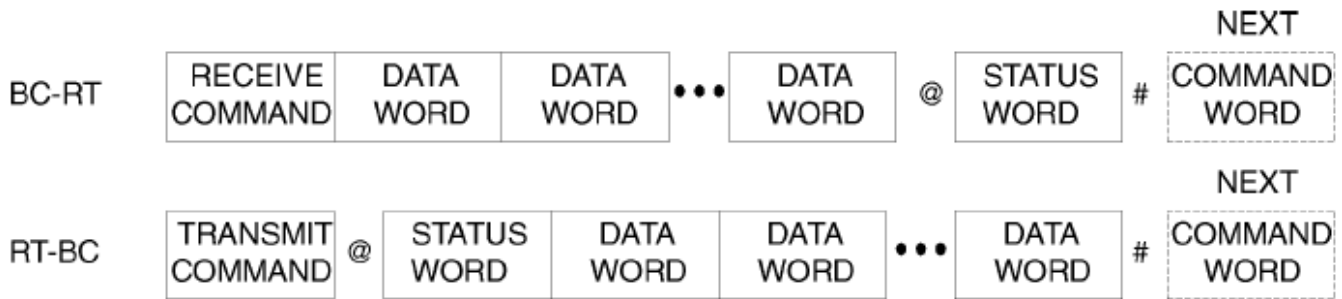 NEXT
BC-RT RECEIVE DATA DATA ••• DATA @ STATUS # COMMAND
COMMAND WORD WORD WORD WORD WORD
NEXT
RT-BC TRANSMIT @ STATUS DATA DATA ••• DATA # COMMAND
COMMAND WORD WORD WORD WORD WORD